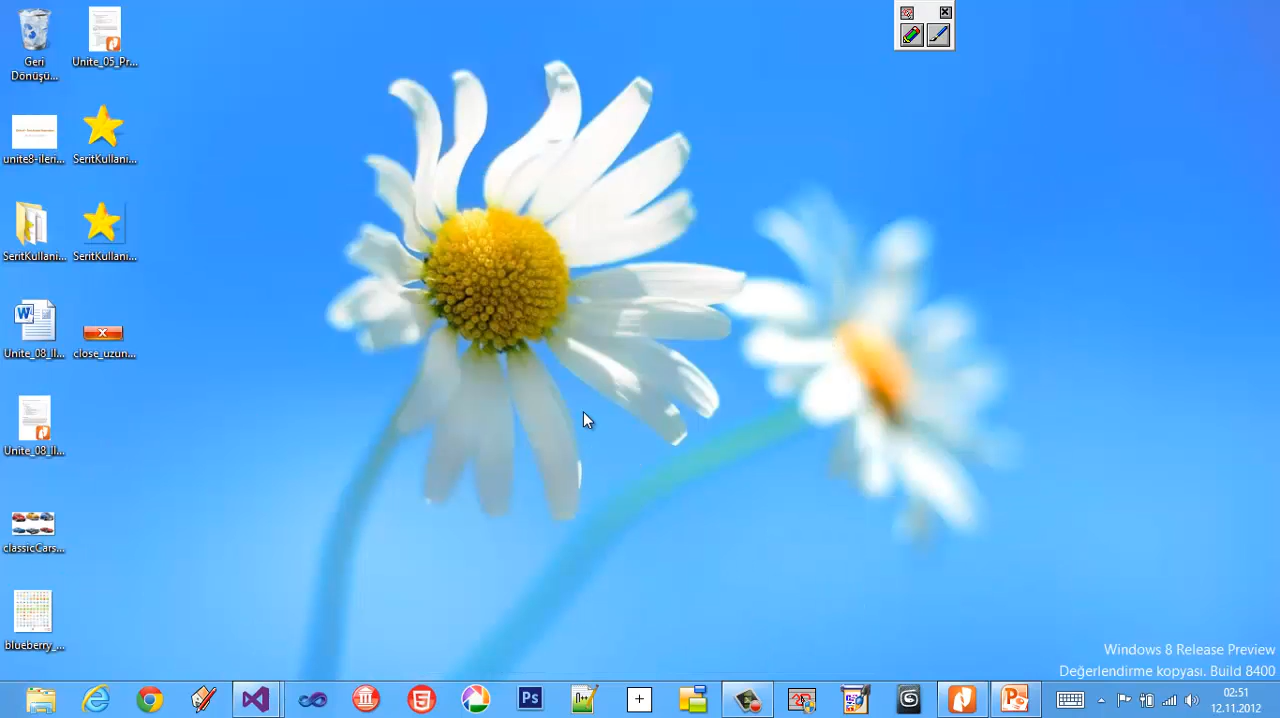 Geri
Dönüşü...
Unite_05_Pr...
unite8-ileri...
SeritKullani...
SeritKullani...
SeritKullani...
Unite_08_Il...
close_uzun...
Unite_08_Il...
classicCars...
blueberry_...
Windows 8 Release Preview
Değerlendirme kopyası. Build 8400
Ps
02:51
12.11.2012